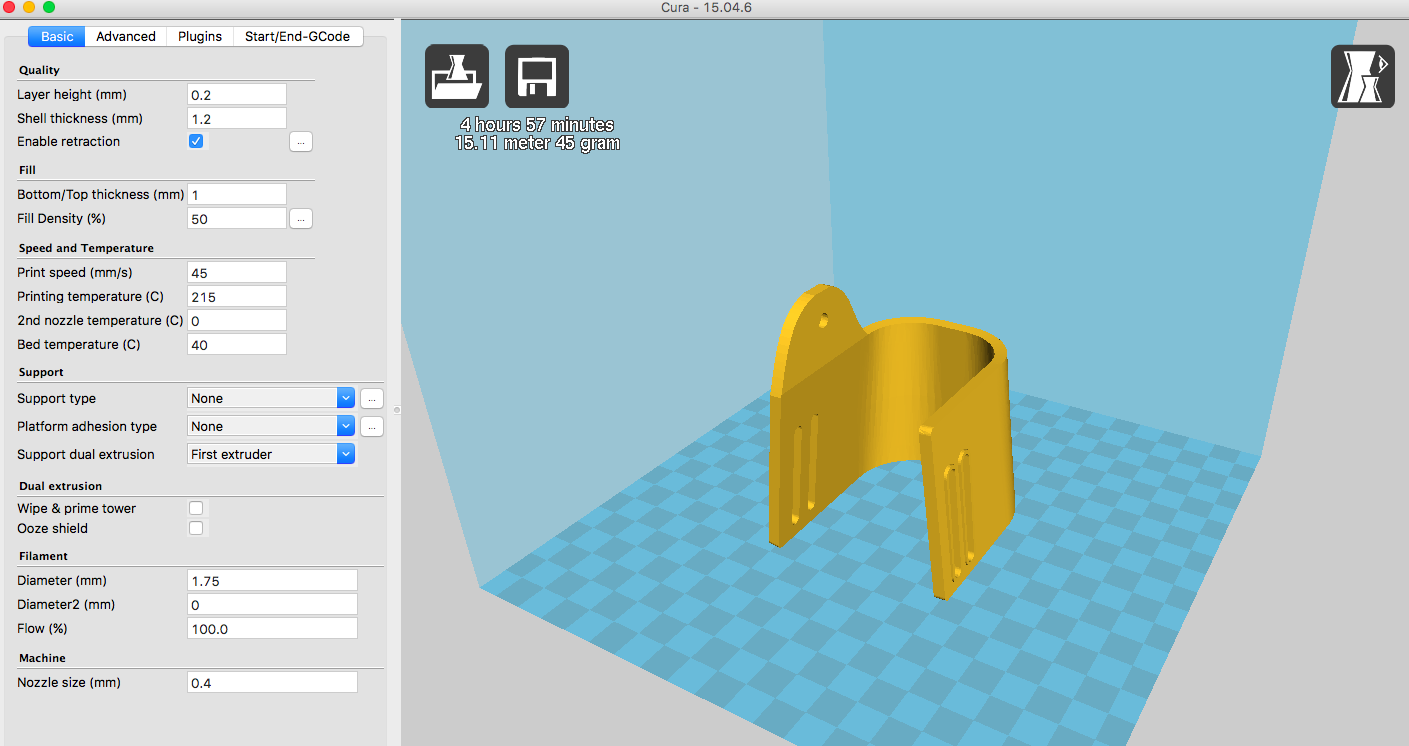 Cura - 15.04.6
Basic Advanced Plugins Start/End-GCode
Quality
Layer height (mm) 0.2
Shell thickness (mm) 1.2
Enable retraction ...
Fill
Bottom/Top thickness (mm) 1
Fill Density (%) 50 ...
Speed and Temperature
Print speed (mm/s) 45
Printing temperature (C) 215
2nd nozzle temperature (C) 0
Bed temperature (C) 40
Support
Support type None ...
Platform adhesion type None ...
Support dual extrusion First extruder
Dual extrusion
Wipe & prime tower
Ooze shield
Filament
Diameter (mm) 1.75
Diameter2 (mm) 0
Flow (%) 100.0
Machine
Nozzle size (mm) 0.4
4 hours 57 minutes
15.11 meter 45 gram